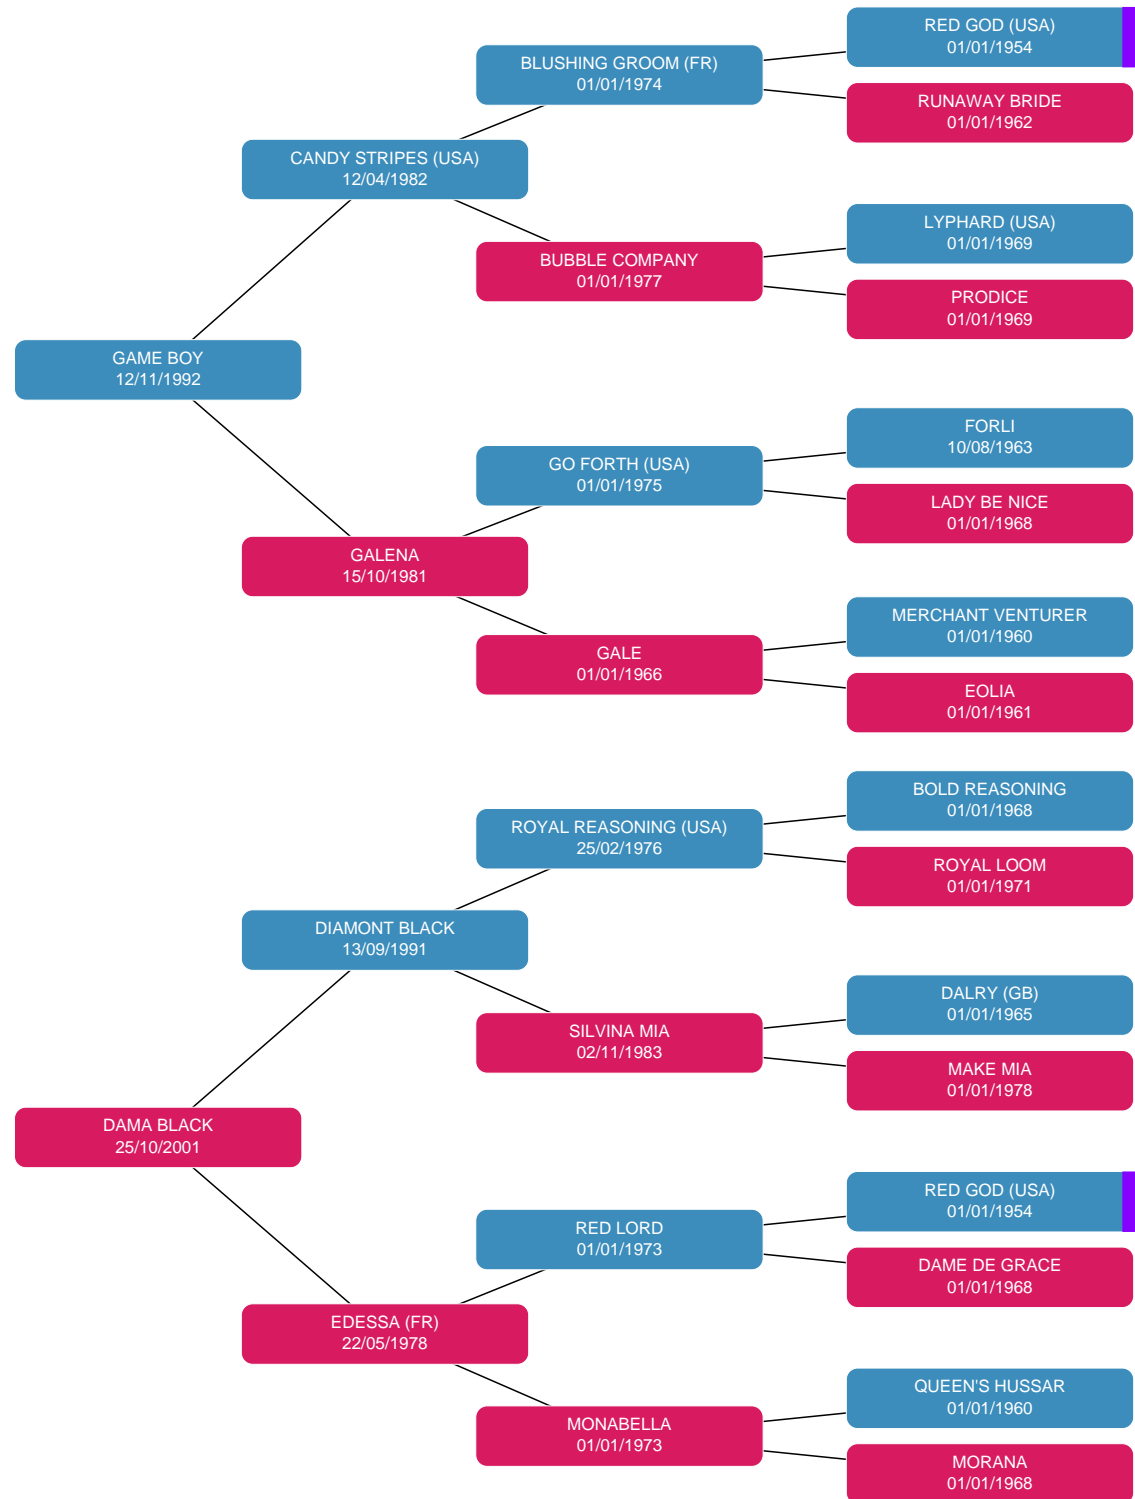 RED GOD (USA)
01/01/1954
BLUSHING GROOM (FR)
01/01/1974
RUNAWAY BRIDE
01/01/1962
CANDY STRIPES (USA)
12/04/1982
LYPHARD (USA)
01/01/1969
BUBBLE COMPANY
01/01/1977
PRODICE
01/01/1969
GAME BOY
12/11/1992
FORLI
10/08/1963
GO FORTH (USA)
01/01/1975
LADY BE NICE
01/01/1968
GALENA
15/10/1981
MERCHANT VENTURER
01/01/1960
GALE
01/01/1966
EOLIA
01/01/1961
BOLD REASONING
01/01/1968
ROYAL REASONING (USA)
25/02/1976
ROYAL LOOM
01/01/1971
DIAMONT BLACK
13/09/1991
DALRY (GB)
01/01/1965
SILVINA MIA
02/11/1983
MAKE MIA
01/01/1978
DAMA BLACK
25/10/2001
RED GOD (USA)
01/01/1954
RED LORD
01/01/1973
DAME DE GRACE
01/01/1968
EDESSA (FR)
22/05/1978
QUEEN'S HUSSAR
01/01/1960
MONABELLA
01/01/1973
MORANA
01/01/1968